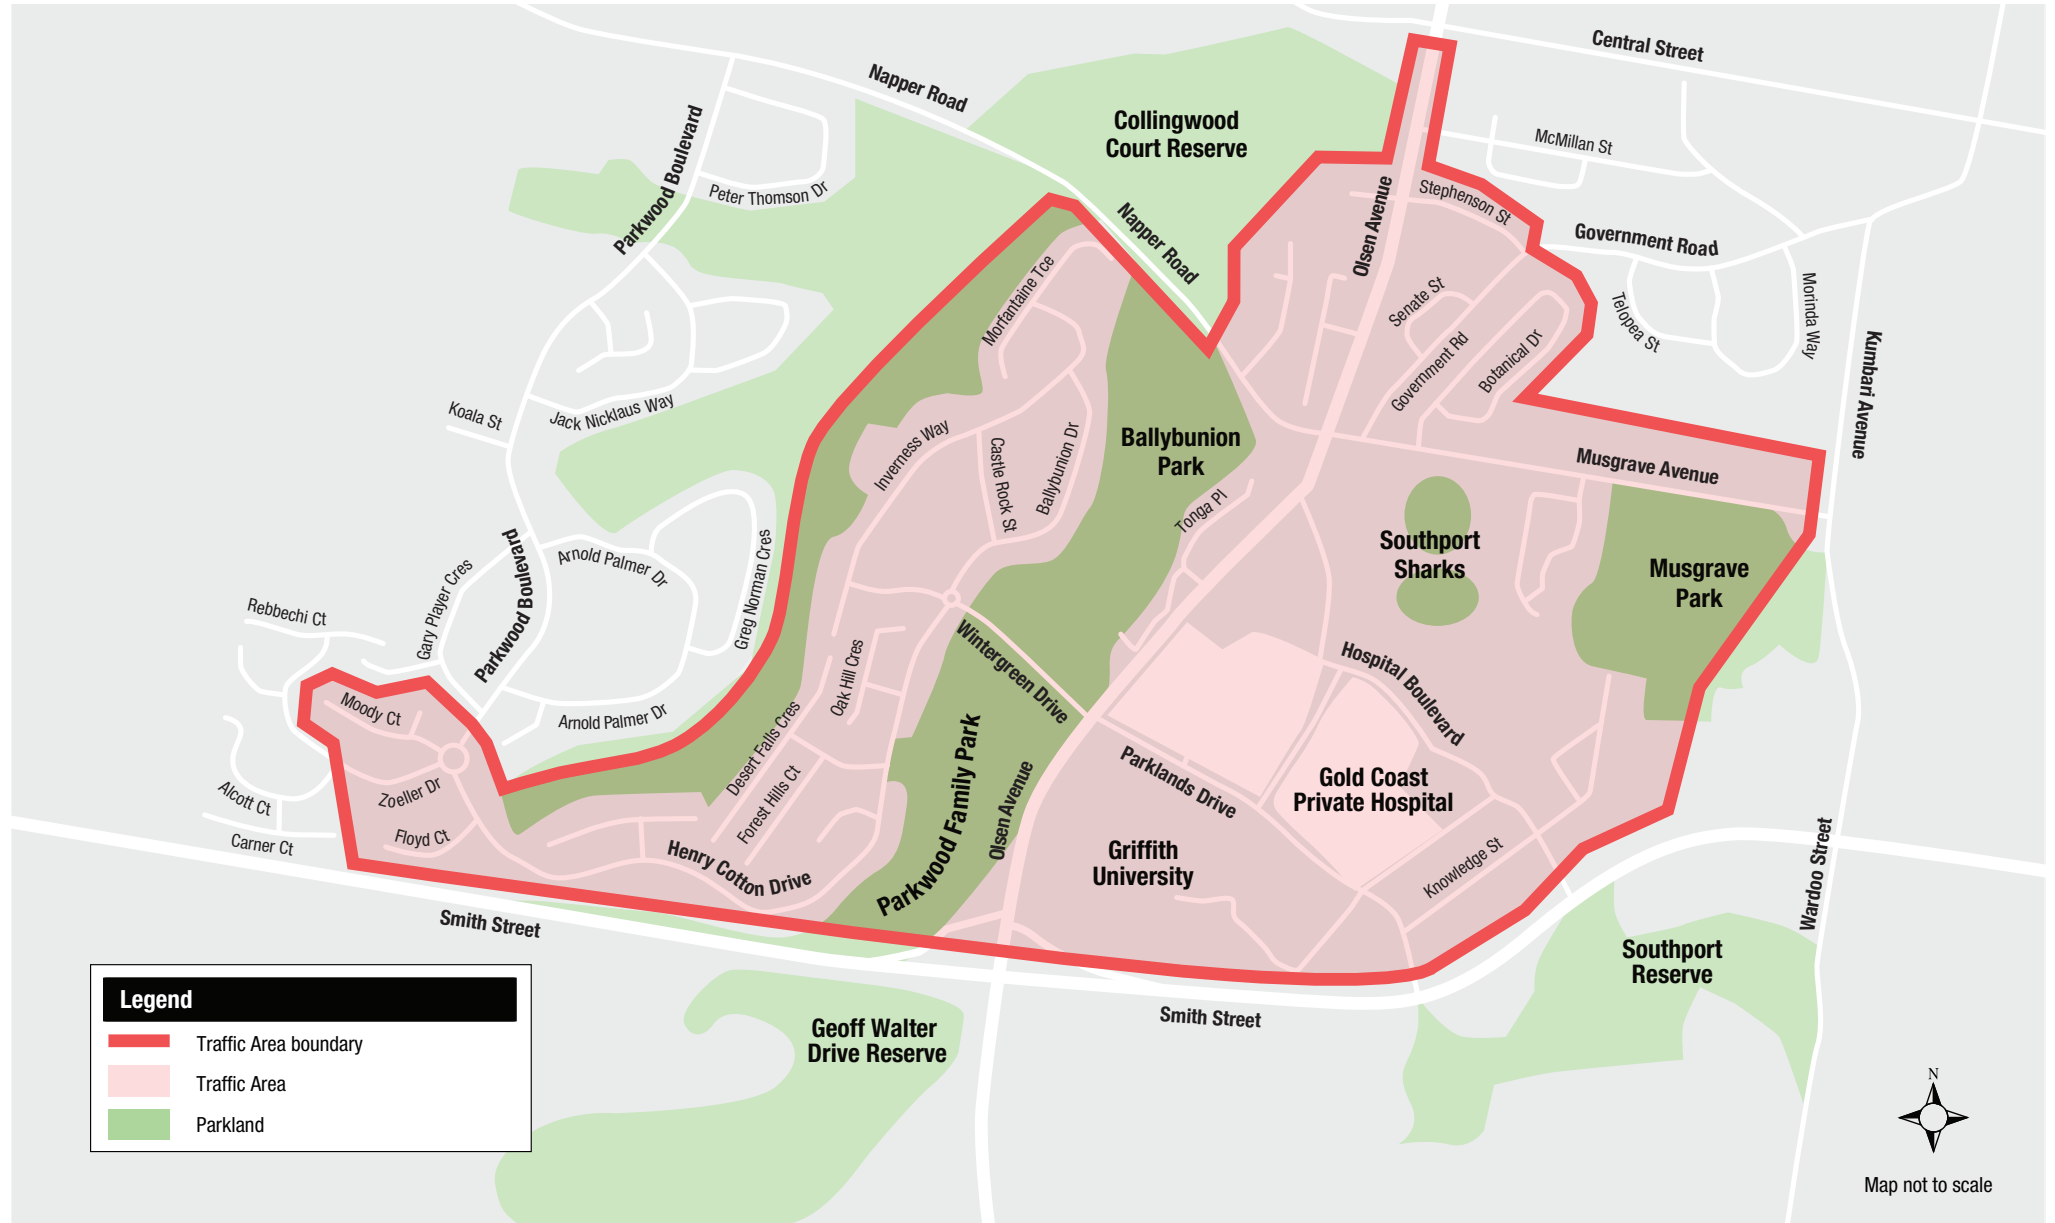 Central Street
Napper Road
Collingwood
Court Reserve
McMillan St
Parkwood Boulevard
Peter Thomson Dr
Stephenson St
Olsen Avenue
Napper Road
Government Road
Morfantaine Tce
Senate St
Telopea St
Morinda Way
Government Rd
Botanical Dr
Kumbari Avenue
Koala St
Jack Nicklaus Way
Inverness Way
Castle Rock St
Ballybunion Dr
Ballybunion
Park
Musgrave Avenue
Tonga Pl
Southport
Sharks
Musgrave
Park
Parkwood Boulevard
Arnold Palmer Dr
Greg Norman Cres
Gary Player Cres
Rebbechi Ct
Wintergreen Drive
Oak Hill Cres
Hospital Boulevard
Moody Ct
Arnold Palmer Dr
Desert Falls Cres
Forest Hills Ct
Parkwood Family Park
Olsen Avenue
Parklands Drive
Gold Coast
Private Hospital
Zoeller Dr
Alcott Ct
Floyd Ct
Carner Ct
Henry Cotton Drive
Griffith
University
Knowledge St
Wardoo Street
Smith Street
Southport
Reserve
Smith Street
Geoff Walter
Drive Reserve
Legend
Traffic Area boundary
Traffic Area
Parkland
N
Map not to scale